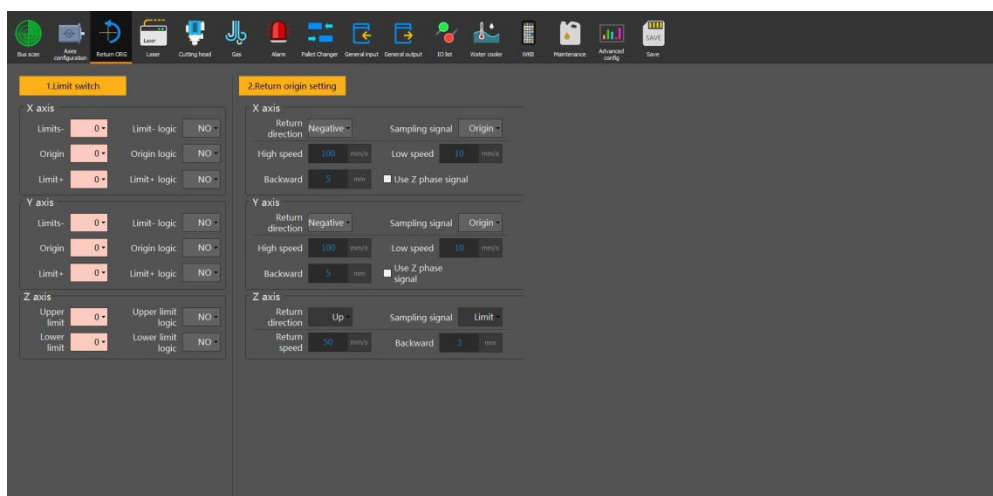 Laser
SAVE
Bus scan
Axes configuration
Return ORG
Laser
Cutting head
Gas
Alarm
Pallet Changer
General input
General output
IO list
Water cooler
WKB
Maintenance
Advanced config
Save
1.Limit switch
X axis
Limits- 0 Limit- logic NO
Origin 0 Origin logic NO
Limit+ 0 Limit+ logic NO
Y axis
Limits- 0 Limit- logic NO
Origin 0 Origin logic NO
Limit+ 0 Limit+ logic NO
Z axis
Upper limit 0 Upper limit logic NO
Lower limit 0 Lower limit logic NO
2.Return origin setting
X axis
Return direction Negative Sampling signal Origin
High speed 100 mm/s Low speed 10 mm/s
Backward 5 mm Use Z phase signal
Y axis
Return direction Negative Sampling signal Origin
High speed 100 mm/s Low speed 10 mm/s
Backward 5 mm Use Z phase signal
Z axis
Return direction Up Sampling signal Limit
Return speed 50 mm/s Backward 3 mm